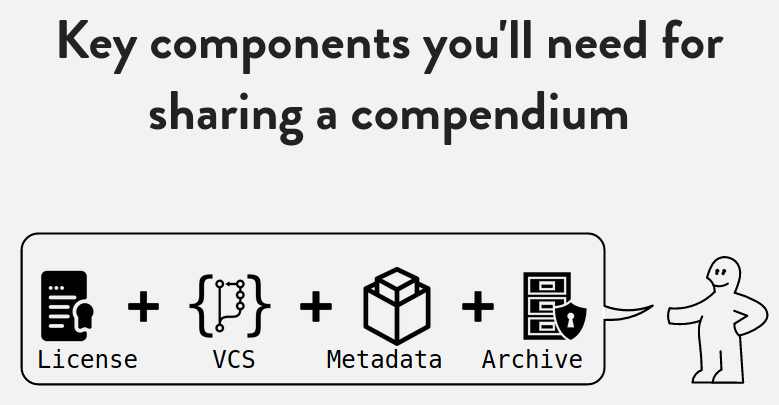 Key components you'll need for
sharing a compendium
License VCS Metadata Archive